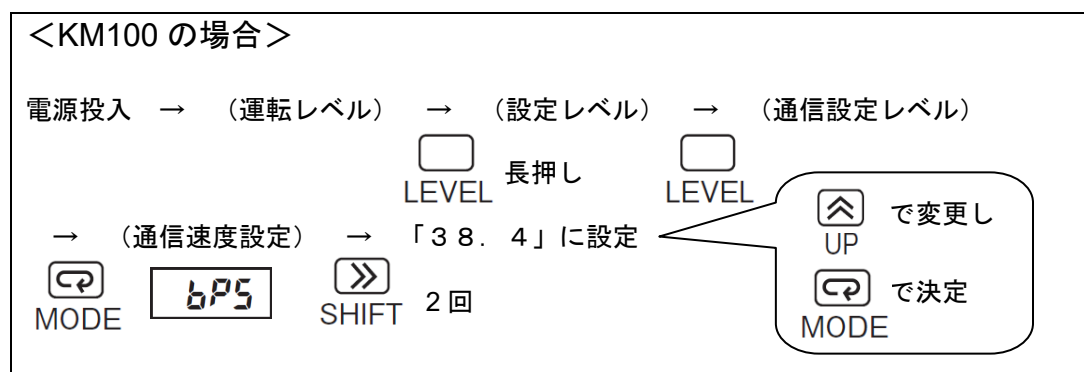 ＜KM100 の場合＞
電源投入 → （運転レベル） → （設定レベル） → （通信設定レベル）
LEVEL 長押し LEVEL
→ （通信速度設定） → 「３８．４」に設定
MODE bPS SHIFT ２回
UP で変更し
MODE で決定